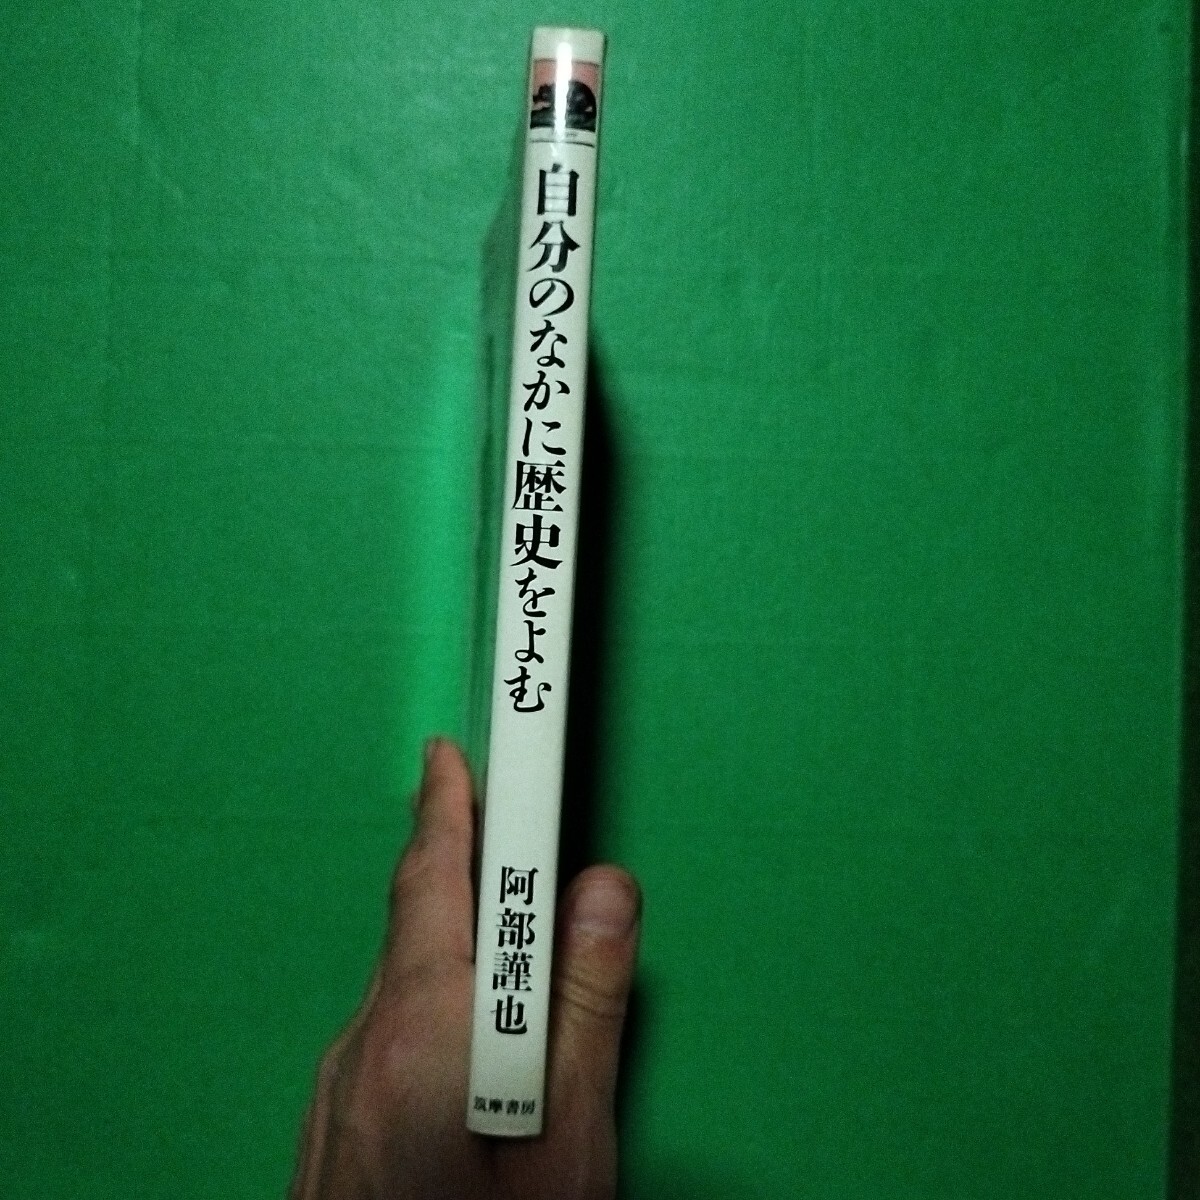 自分のなかに歴史をよむ
阿部謹也
筑摩書房